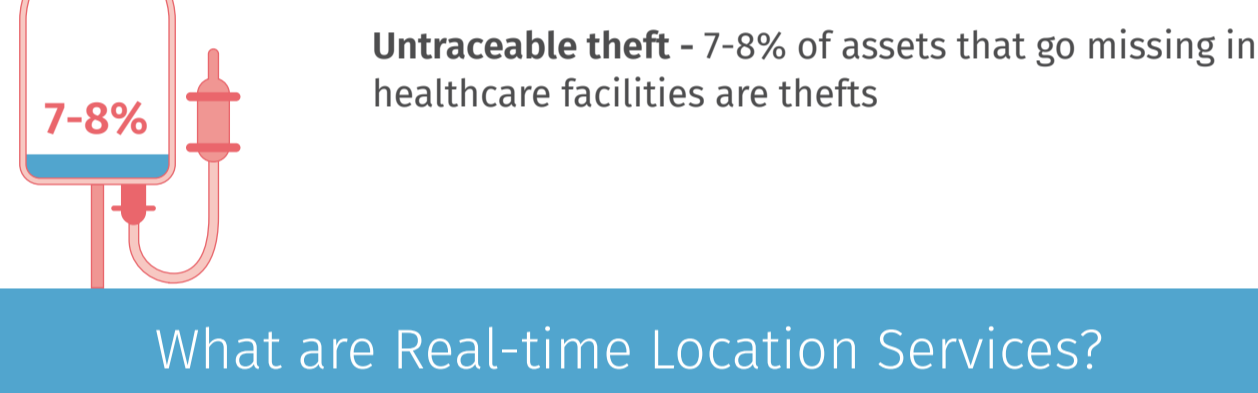 Untraceable theft - 7-8% of assets that go missing in
healthcare facilities are thefts
7-8%
What are Real-time Location Services?